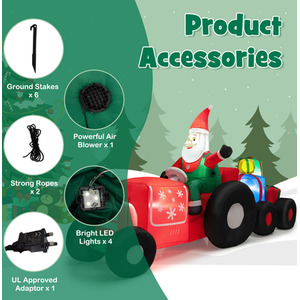 Product
Accessories
Ground Stakes
x 6
Powerful Air
Blower x 1
Strong Ropes
x 2
Bright LED
Lights x 4
UL Approved
Adaptor x 1